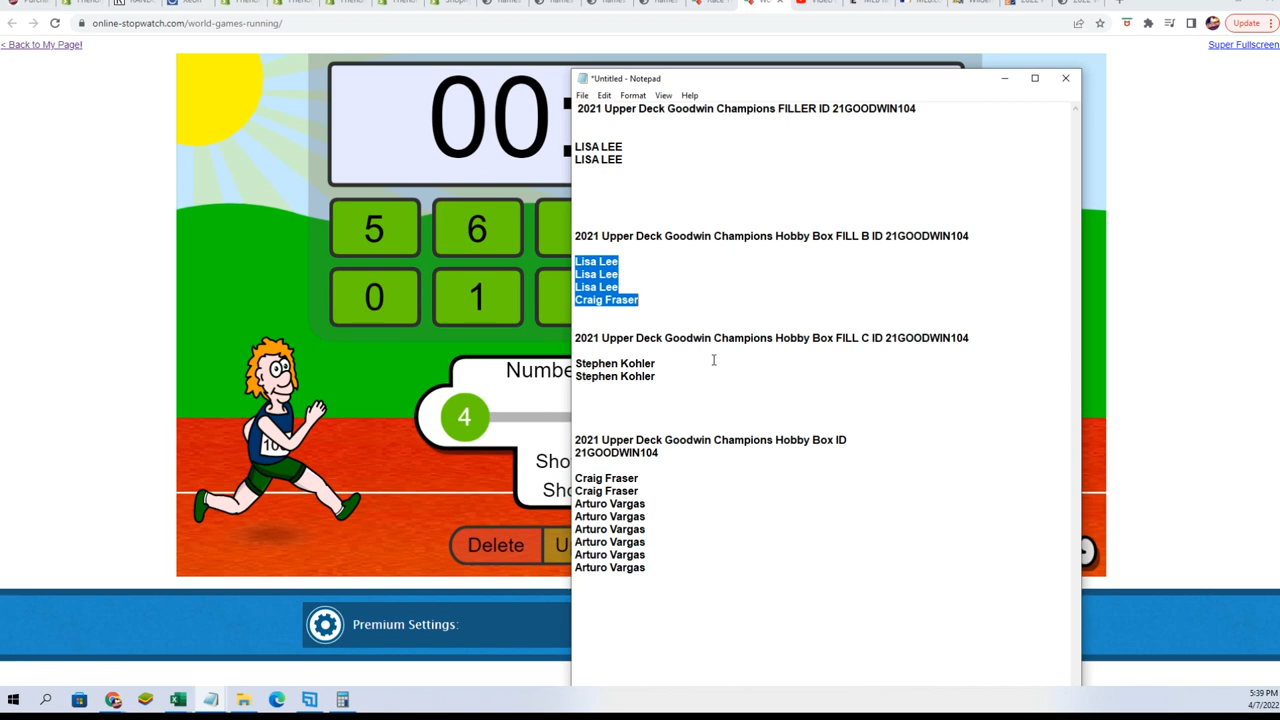 online-stopwatch.com/world-games-running/
Update
< Back to My Page!
Super Fullscreen
00:
5
6
0
1
Numbe
4
Sho
Sho
Delete
U
Premium Settings:
*Untitled - Notepad
File Edit Format View Help
2021 Upper Deck Goodwin Champions FILLER ID 21GOODWIN104
LISA LEE
LISA LEE
2021 Upper Deck Goodwin Champions Hobby Box FILL B ID 21GOODWIN104
Lisa Lee
Lisa Lee
Lisa Lee
Craig Fraser
2021 Upper Deck Goodwin Champions Hobby Box FILL C ID 21GOODWIN104
Stephen Kohler
Stephen Kohler
2021 Upper Deck Goodwin Champions Hobby Box ID
21GOODWIN104
Craig Fraser
Craig Fraser
Arturo Vargas
Arturo Vargas
Arturo Vargas
Arturo Vargas
Arturo Vargas
Arturo Vargas
5:39 PM
4/7/2022